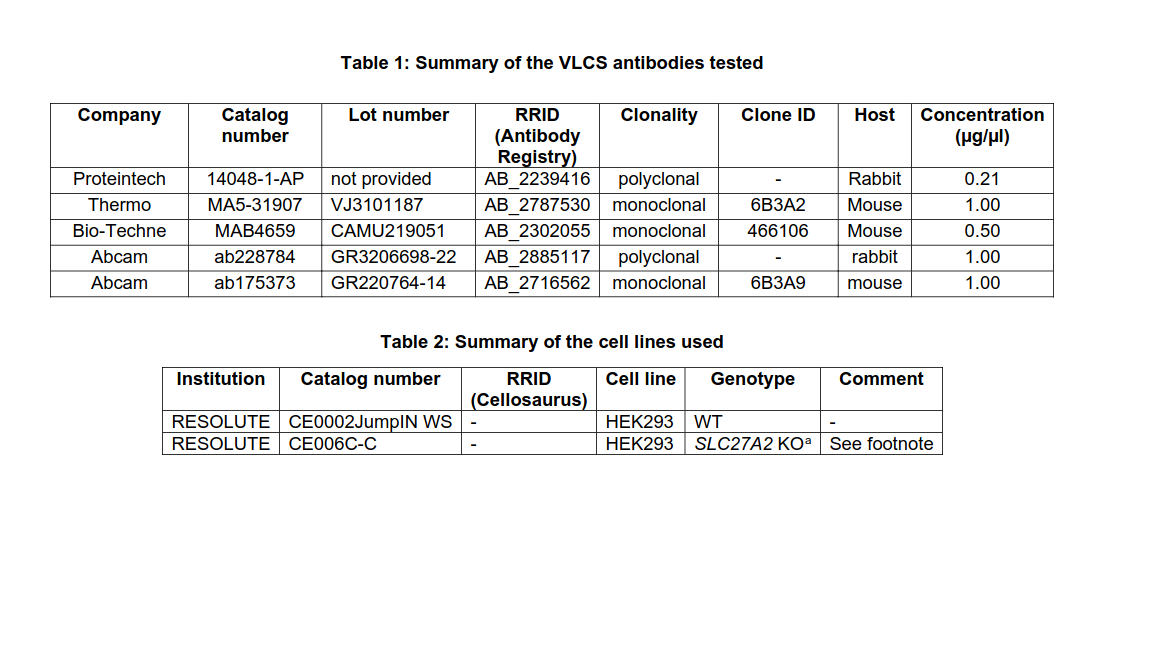 Table 1: Summary of the VLCS antibodies tested
Company Catalog number Lot number RRID (Antibody Registry) Clonality Clone ID Host Concentration (µg/µl)
Proteintech 14048-1-AP not provided AB_2239416 polyclonal - Rabbit 0.21
Thermo MA5-31907 VJ3101187 AB_2787530 monoclonal 6B3A2 Mouse 1.00
Bio-Techne MAB4659 CAMU219051 AB_2302055 monoclonal 466106 Mouse 0.50
Abcam ab228784 GR3206698-22 AB_2885117 polyclonal - rabbit 1.00
Abcam ab175373 GR220764-14 AB_2716562 monoclonal 6B3A9 mouse 1.00
Table 2: Summary of the cell lines used
Institution Catalog number RRID (Cellosaurus) Cell line Genotype Comment
RESOLUTE CE0002JumpIN WS - HEK293 WT -
RESOLUTE CE006C-C - HEK293 SLC27A2 KOᵃ See footnote